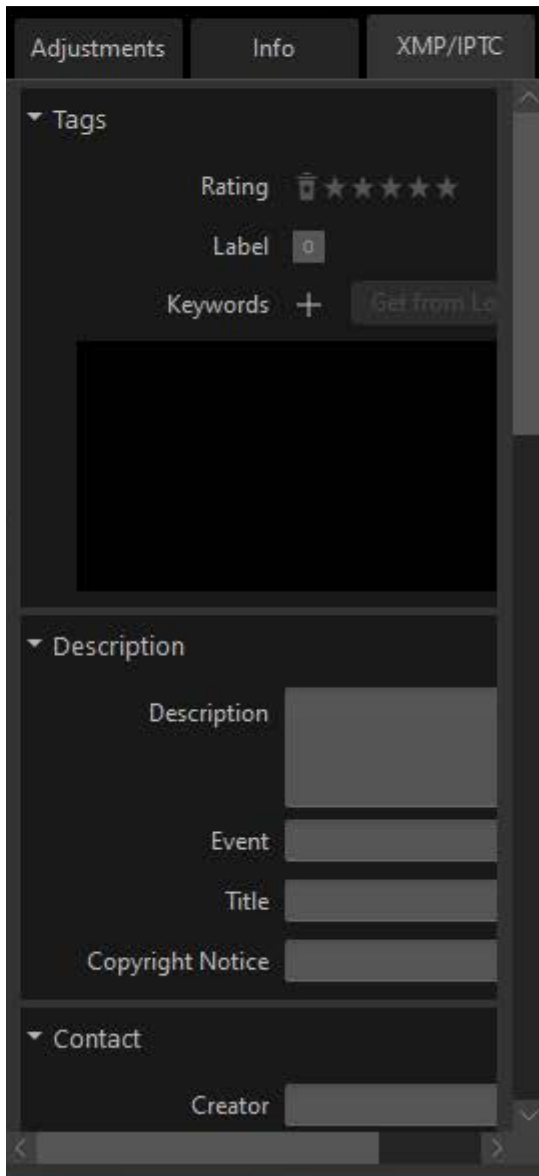 Adjustments Info XMP/IPTC
Tags
Rating
Label 0
Keywords + Get from Lo
Description
Description
Event
Title
Copyright Notice
Contact
Creator